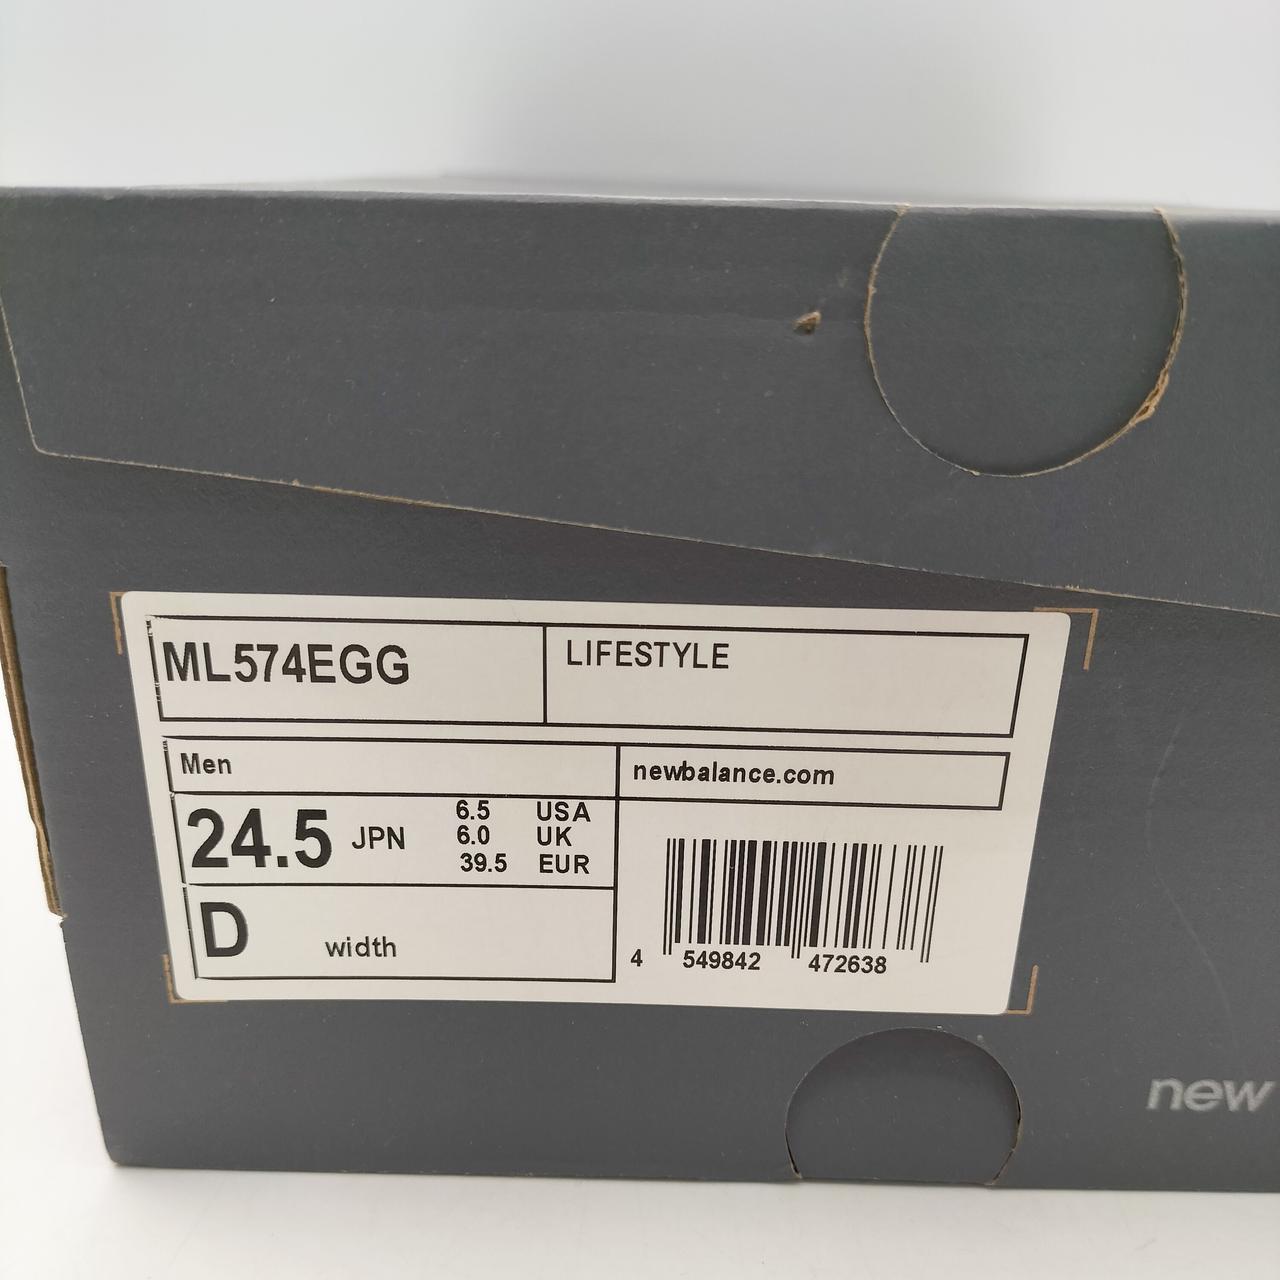 ML574EGG
LIFESTYLE
Men
newbalance.com
24.5 JPN
6.5 USA
6.0 UK
39.5 EUR
D width
4 549842 472638
new